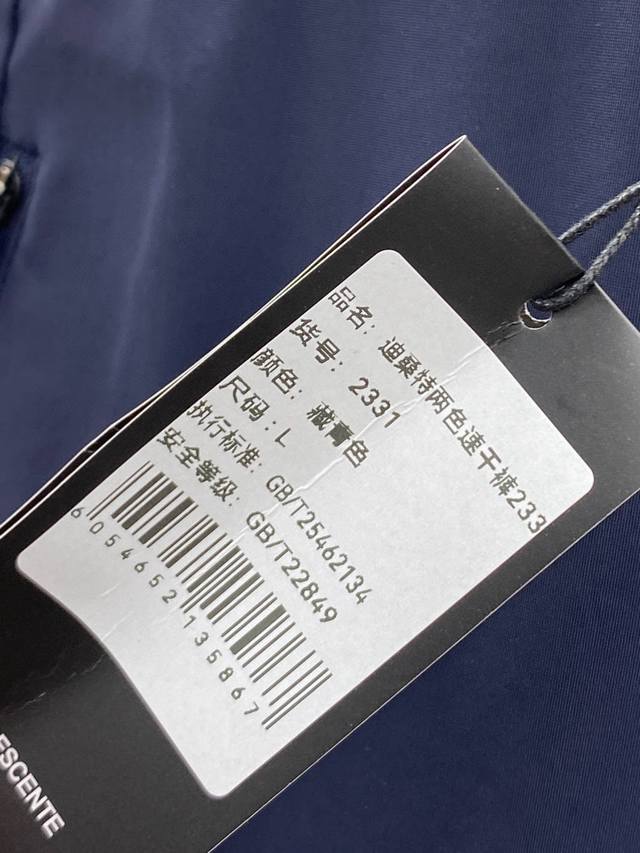 品名：迪桑特两色速干裤233
货号：2331
颜色：藏青色
尺码：L
执行标准：GB/T25462134
安全等级：GB/T22849
6054652135867
ESCENTE